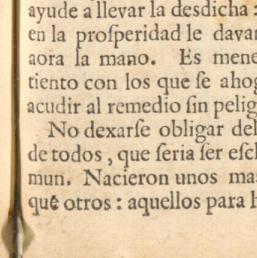 ayude a llevar la desdicha:
en la proſperidad le davan
aora la mano. Es mene
tiento con los que ſe ahog
acudir al remedio ſin pelig
No dexarſe obligar del
de todos, que ſeria ſer eſcl
mun. Nacieron unos mas
que otros: aquellos para h